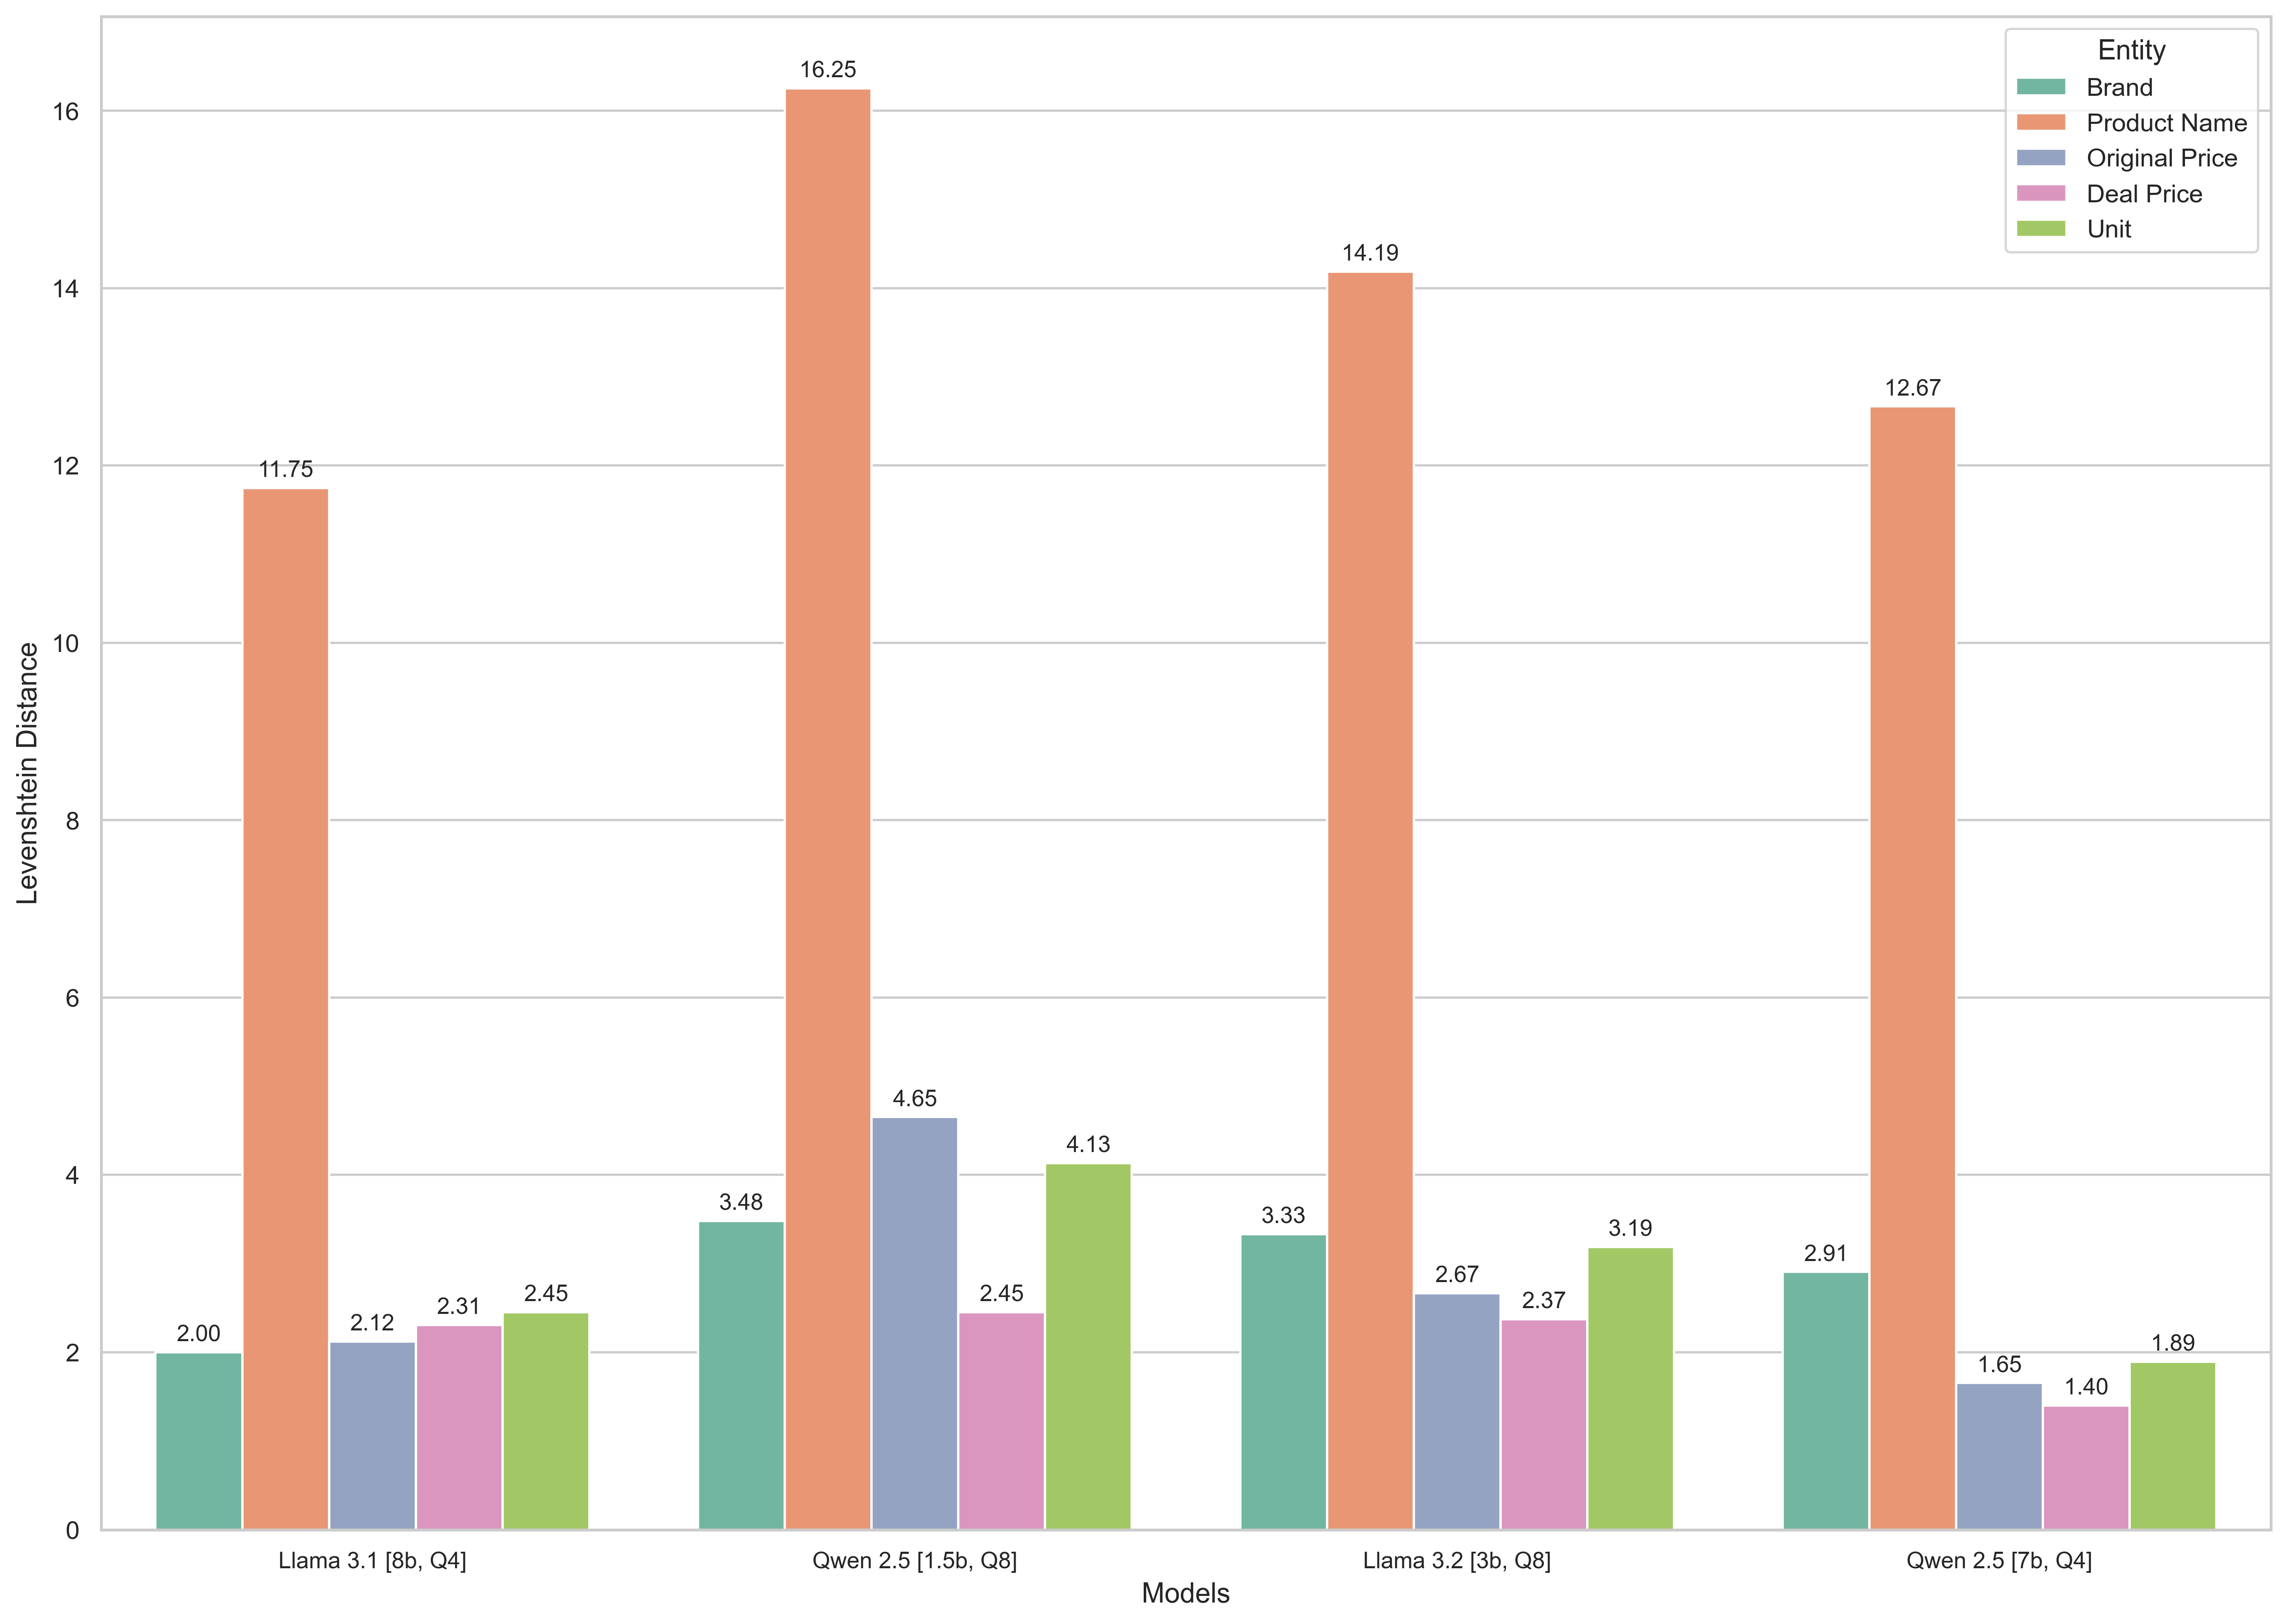 Entity
Brand
Product Name
Original Price
Deal Price
Unit
Levenshtein Distance
16
14
12
10
8
6
4
2
0
2.00
11.75
2.12
2.31
2.45
3.48
16.25
4.65
2.45
4.13
3.33
14.19
2.67
2.37
3.19
2.91
12.67
1.65
1.40
1.89
Llama 3.1 [8b, Q4]
Qwen 2.5 [1.5b, Q8]
Llama 3.2 [3b, Q8]
Qwen 2.5 [7b, Q4]
Models